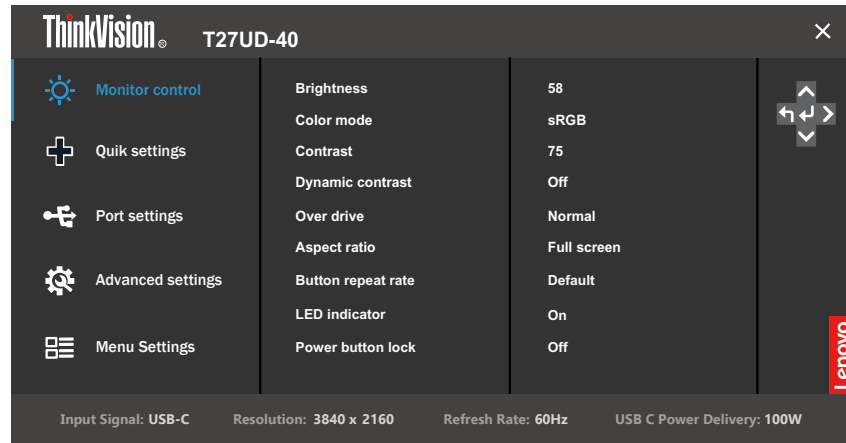 ThinkVision® T27UD-40
Monitor control Brightness 58
Color mode sRGB
Quik settings Contrast 75
Dynamic contrast Off
Port settings Over drive Normal
Aspect ratio Full screen
Advanced settings Button repeat rate Default
LED indicator On
Menu Settings Power button lock Off
Lenovo
Input Signal: USB-C Resolution: 3840 x 2160 Refresh Rate: 60Hz USB C Power Delivery: 100W